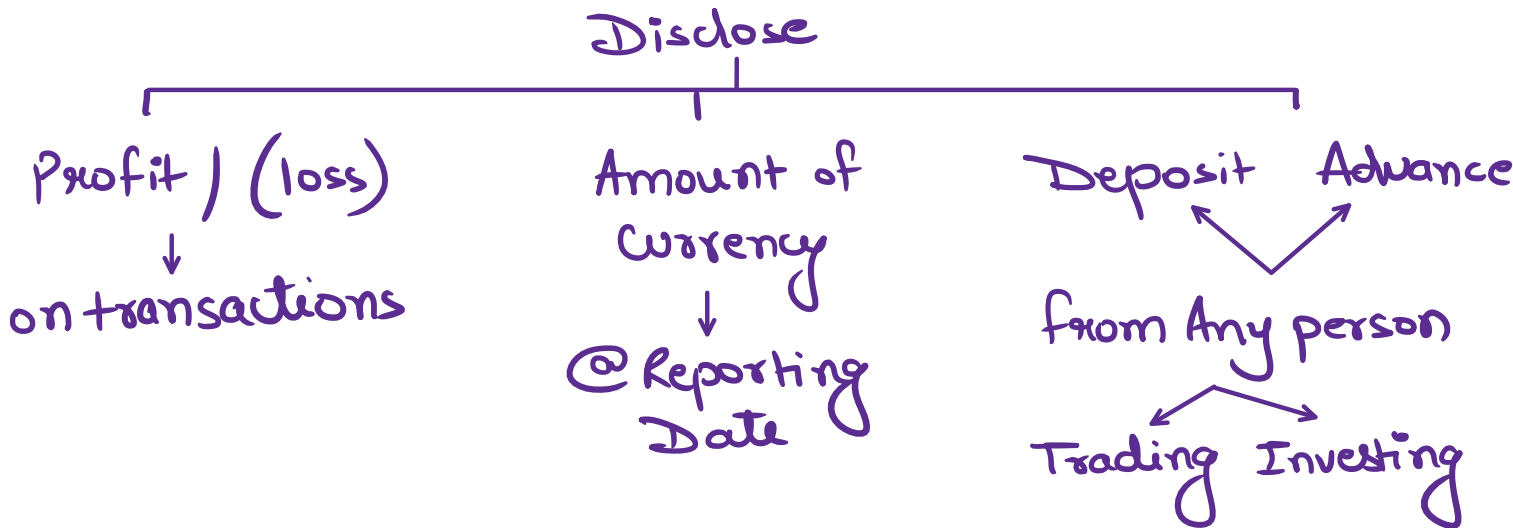 Disclose
Profit / (loss)
on transactions
Amount of
Currency
@ Reporting
Date
Deposit Advance
from Any person
Trading Investing